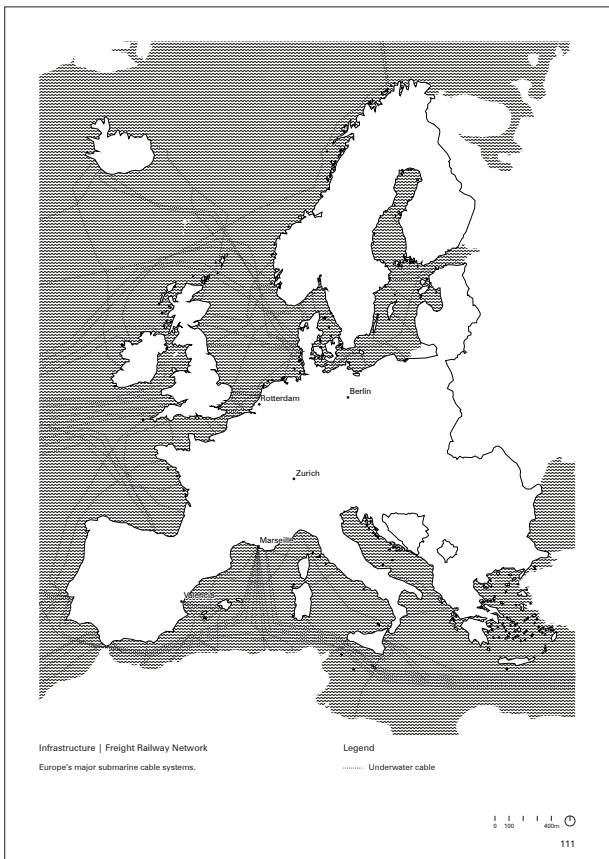 Rotterdam
Berlin
Zurich
Marseille
Valencia
Infrastructure | Freight Railway Network
Europe's major submarine cable systems.
Legend
Underwater cable
0 100 400m
111